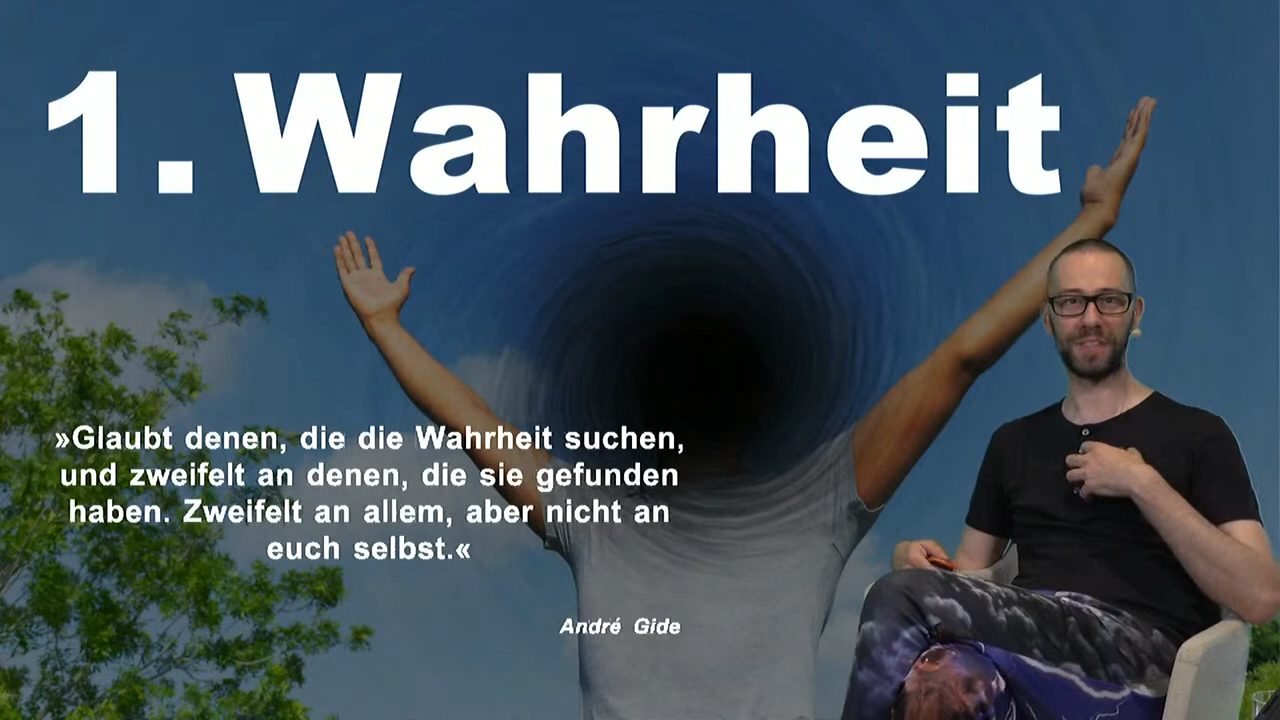 1. Wahrheit
»Glaubt denen, die die Wahrheit suchen,
und zweifelt an denen, die sie gefunden
haben. Zweifelt an allem, aber nicht an
euch selbst.«
André Gide